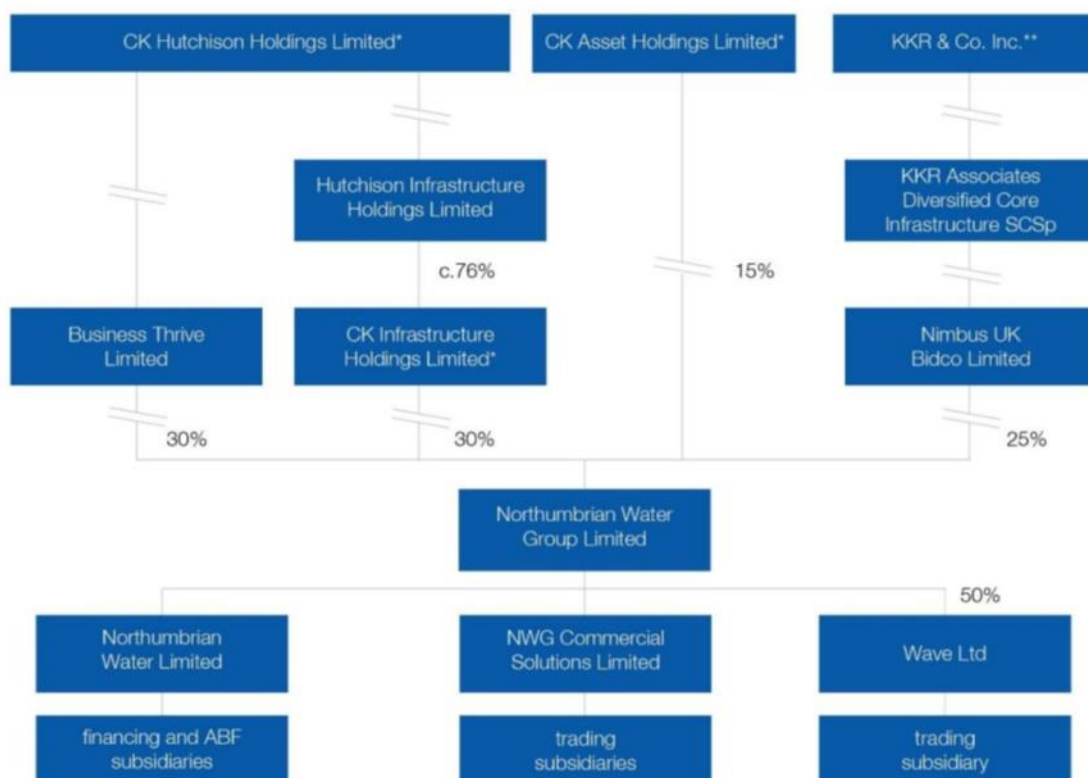 CK Hutchison Holdings Limited*
CK Asset Holdings Limited*
KKR & Co. Inc.**
Hutchison Infrastructure
Holdings Limited
KKR Associates
Diversified Core
Infrastructure SCSp
c.76%
15%
Business Thrive
Limited
CK Infrastructure
Holdings Limited*
Nimbus UK
Bidco Limited
30%
30%
25%
Northumbrian Water
Group Limited
50%
Northumbrian
Water Limited
NWG Commercial
Solutions Limited
Wave Ltd
financing and ABF
subsidiaries
trading
subsidiaries
trading
subsidiary